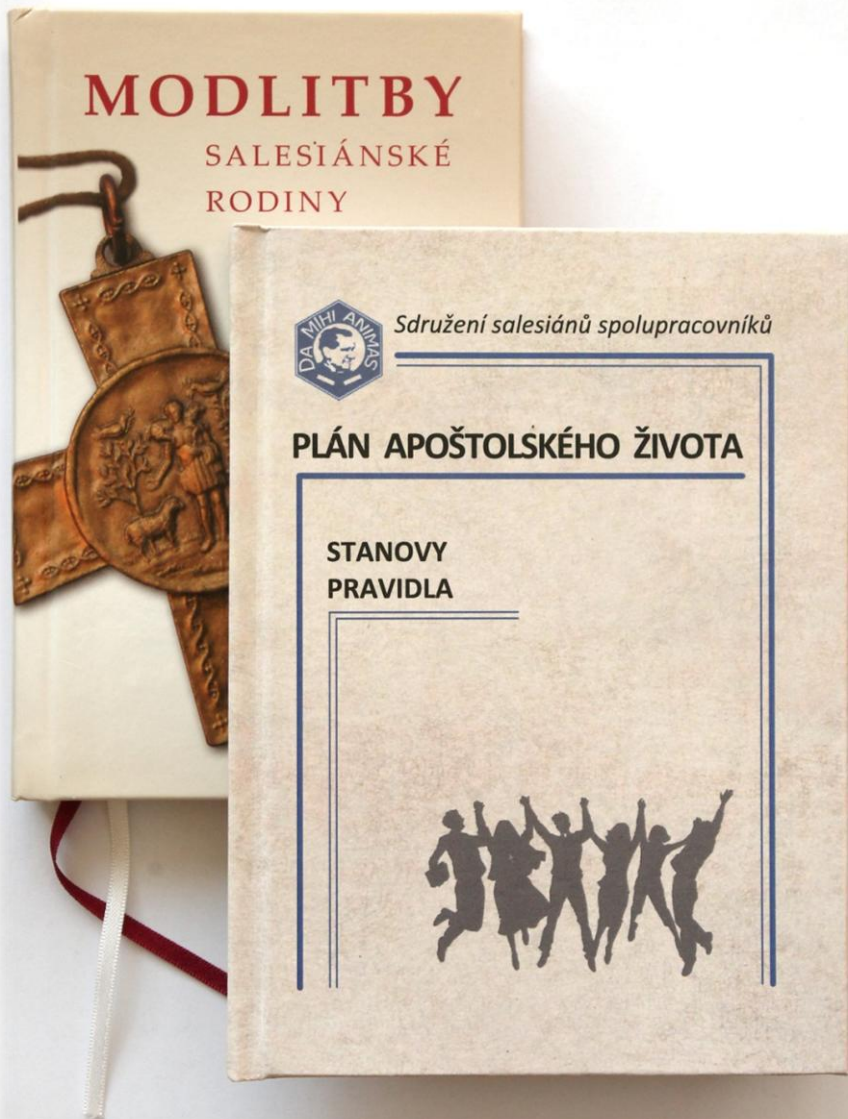 MODLITBY
SALESIÁNSKÉ
RODINY
DA MIHI ANIMAS
Sdružení salesiánů spolupracovníků
PLÁN APOŠTOLSKÉHO ŽIVOTA
STANOVY
PRAVIDLA